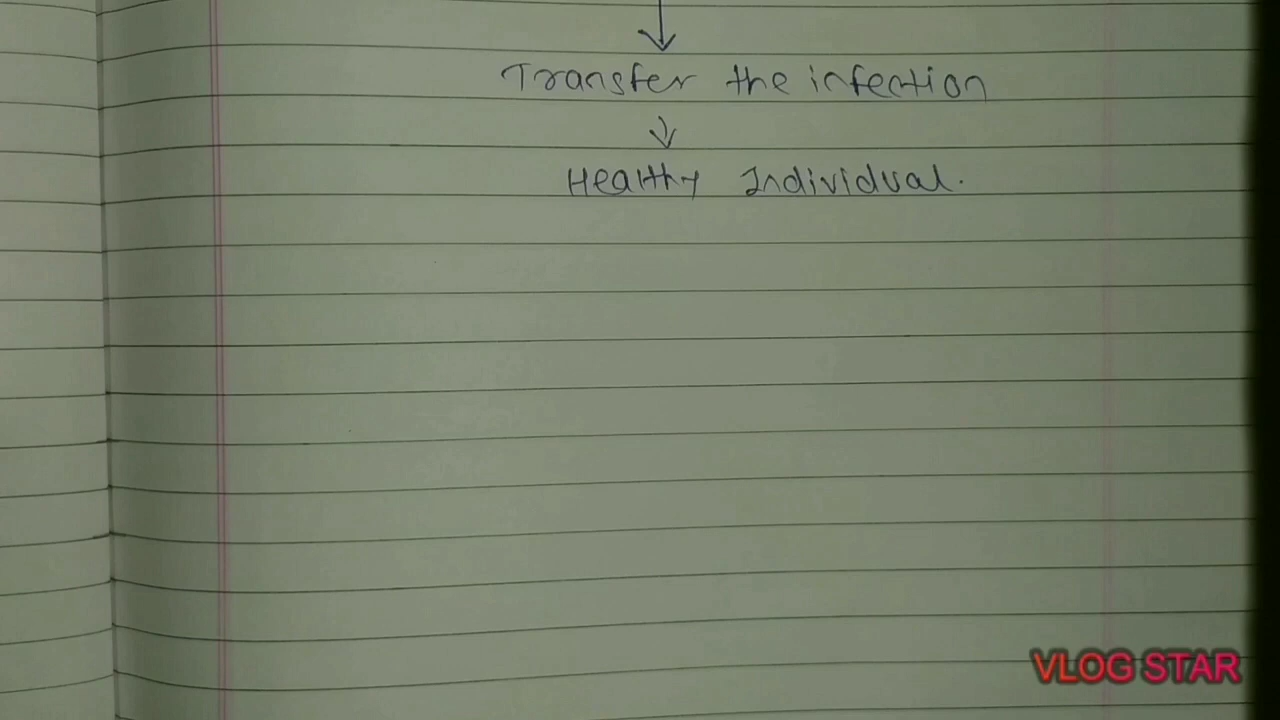 Transfer the infection
Healthy Individual.
VLOG STAR